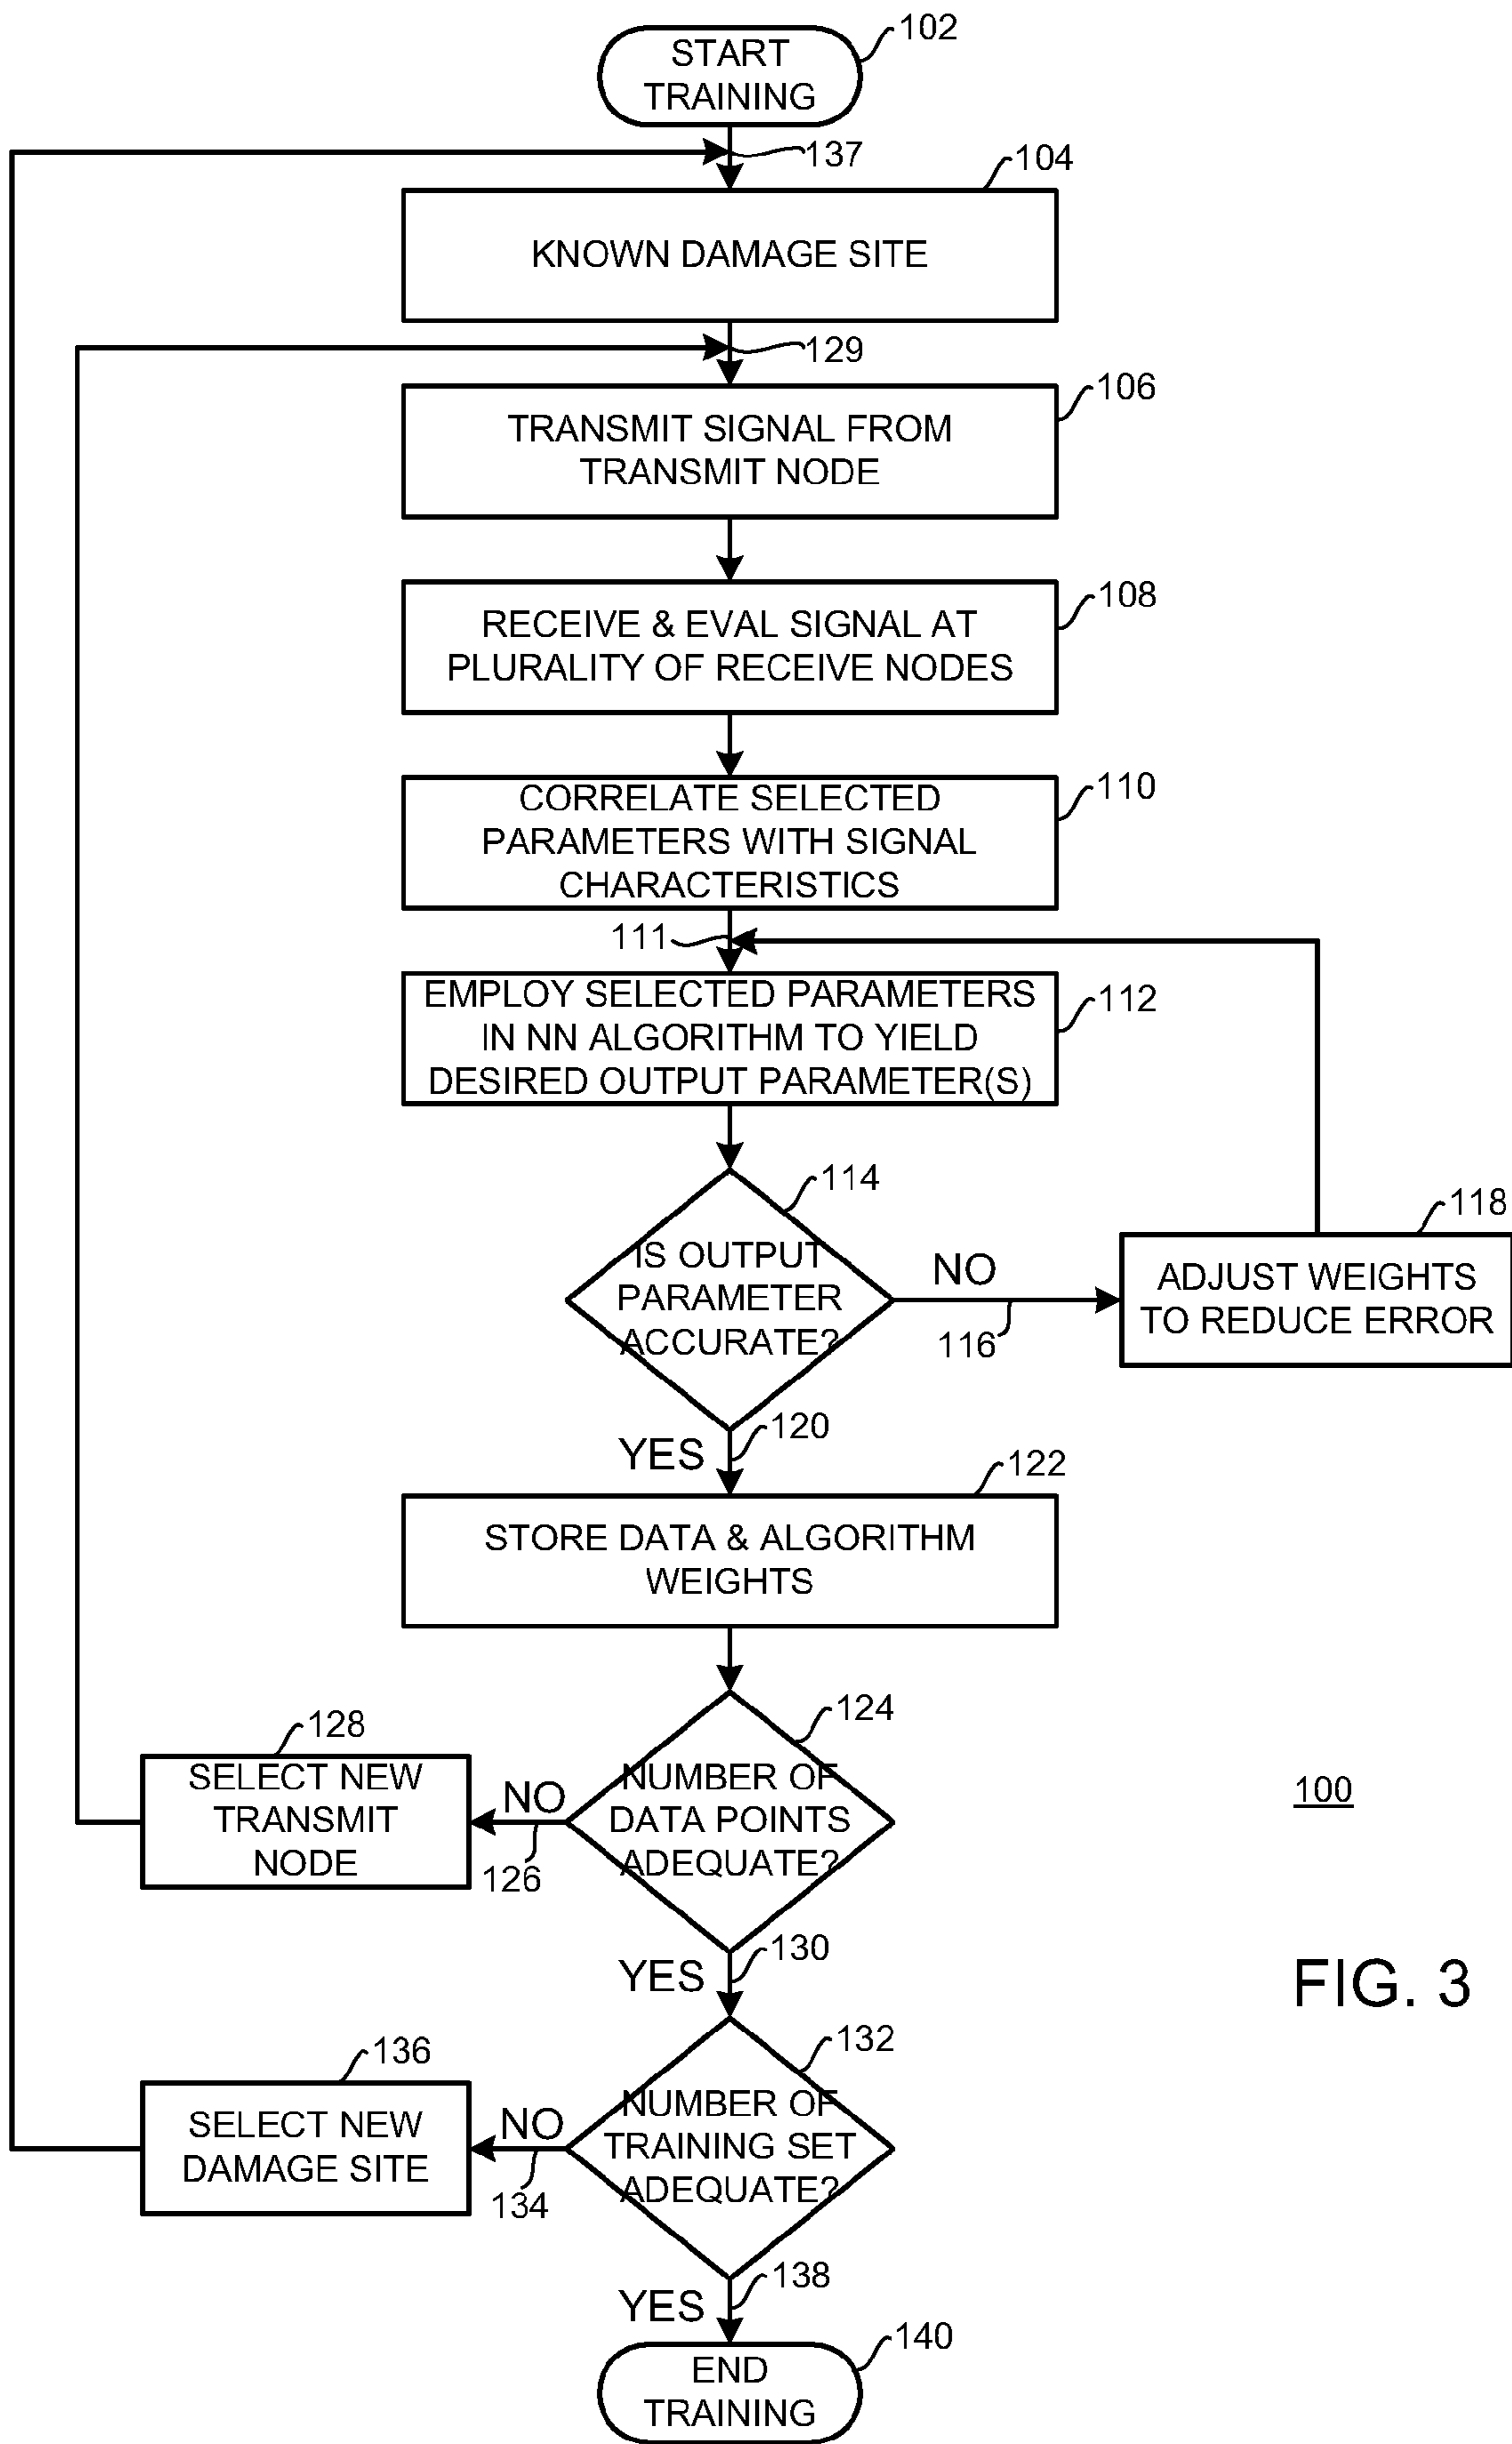 102
START
TRAINING
137
104
KNOWN DAMAGE SITE
129
106
TRANSMIT SIGNAL FROM
TRANSMIT NODE
108
RECEIVE & EVAL SIGNAL AT
PLURALITY OF RECEIVE NODES
110
CORRELATE SELECTED
PARAMETERS WITH SIGNAL
CHARACTERISTICS
111
112
EMPLOY SELECTED PARAMETERS
IN NN ALGORITHM TO YIELD
DESIRED OUTPUT PARAMETER(S)
114
IS OUTPUT
PARAMETER
ACCURATE?
NO
116
118
ADJUST WEIGHTS
TO REDUCE ERROR
YES
120
122
STORE DATA & ALGORITHM
WEIGHTS
124
NUMBER OF
DATA POINTS
ADEQUATE?
NO
126
128
SELECT NEW
TRANSMIT
NODE
100
YES
130
FIG. 3
132
NUMBER OF
TRAINING SET
ADEQUATE?
NO
134
136
SELECT NEW
DAMAGE SITE
YES
138
140
END
TRAINING